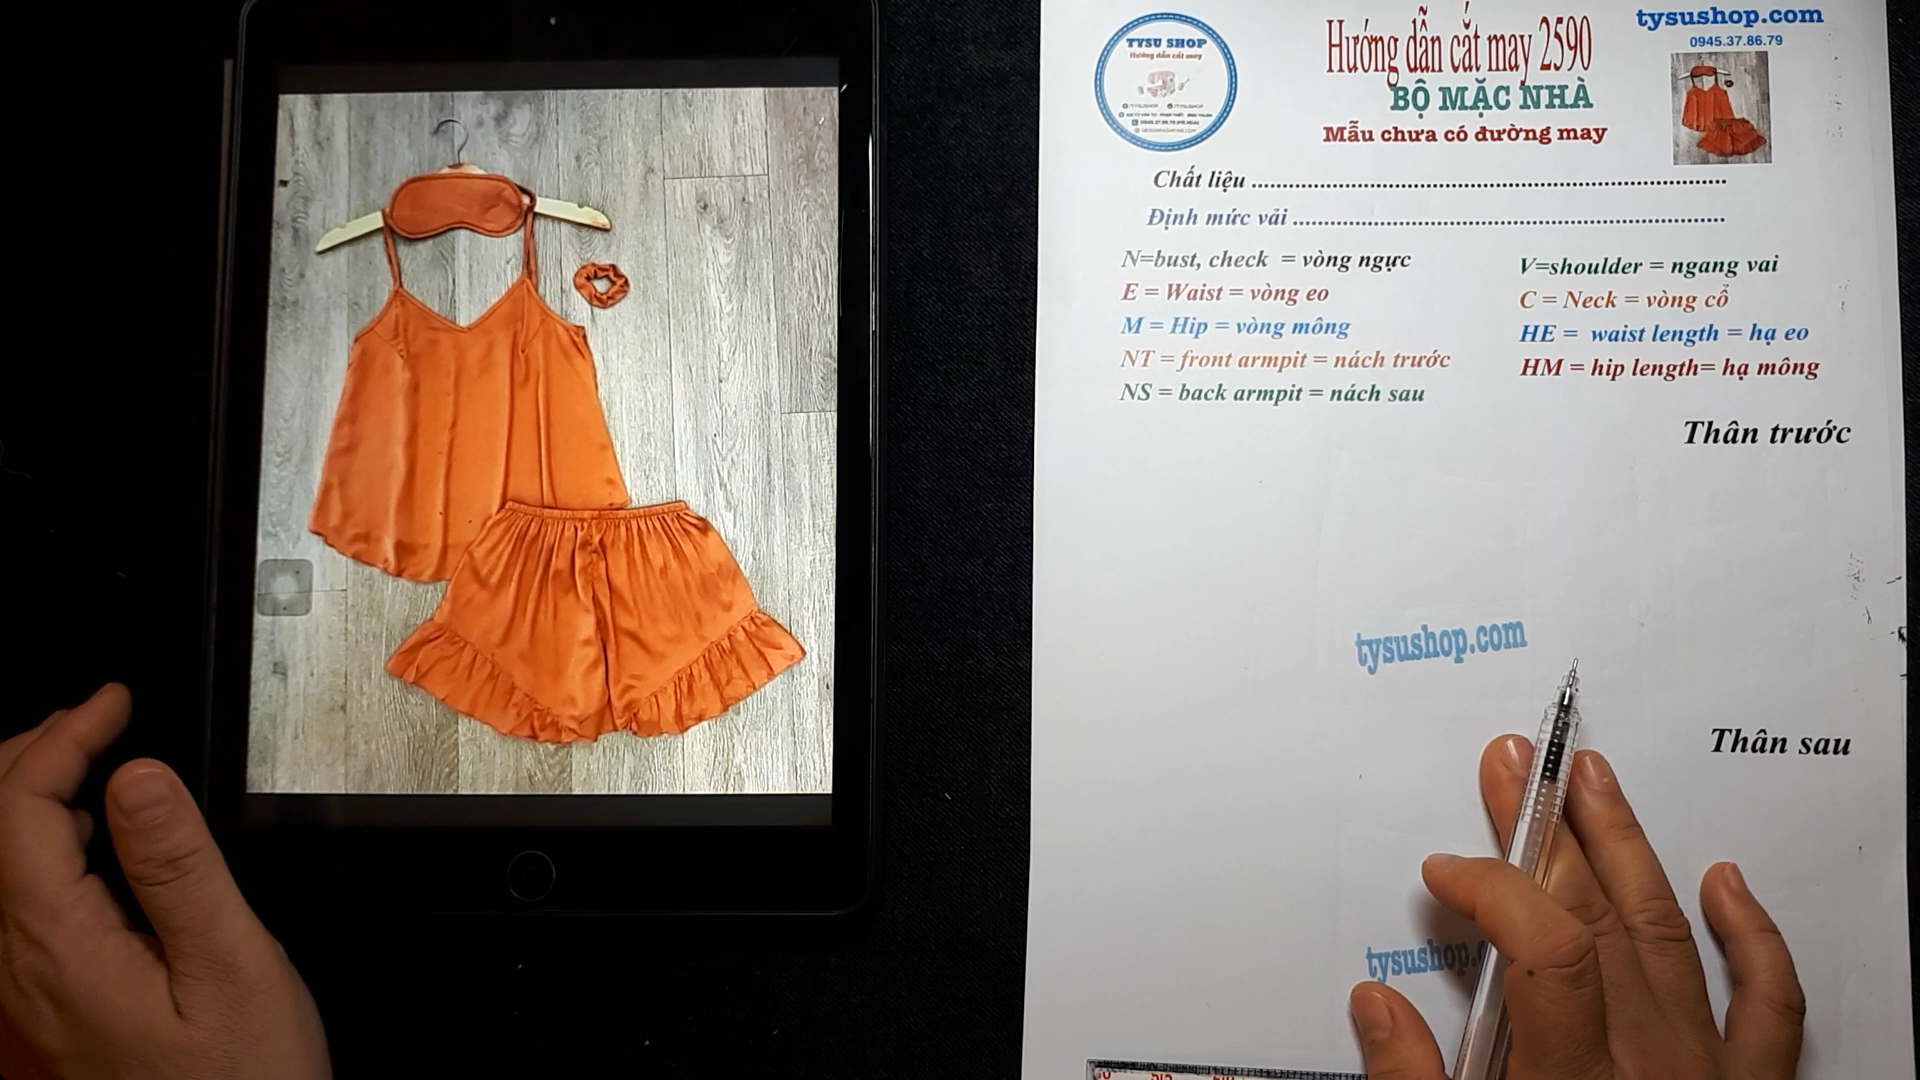 TYSU SHOP
Hướng dẫn cắt may
Hướng dẫn cắt may 2590
BỘ MẶC NHÀ
Mẫu chưa có đường may
tysushop.com
0945.37.86.79
Chất liệu ...............................................................................
Định mức vải ........................................................................
N=bust, check = vòng ngực
E = Waist = vòng eo
M = Hip = vòng mông
NT = front armpit = nách trước
NS = back armpit = nách sau
V=shoulder = ngang vai
C = Neck = vòng cổ
HE = waist length = hạ eo
HM = hip length= hạ mông
Thân trước
tysushop.com
Thân sau
tysushop.